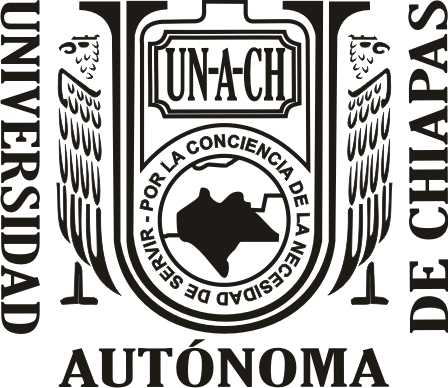 UNIVERSIDAD
AUTÓNOMA
DE CHIAPAS
UN-A-CH
POR LA CONCIENCIA DE LA NECESIDAD DE SERVIR -